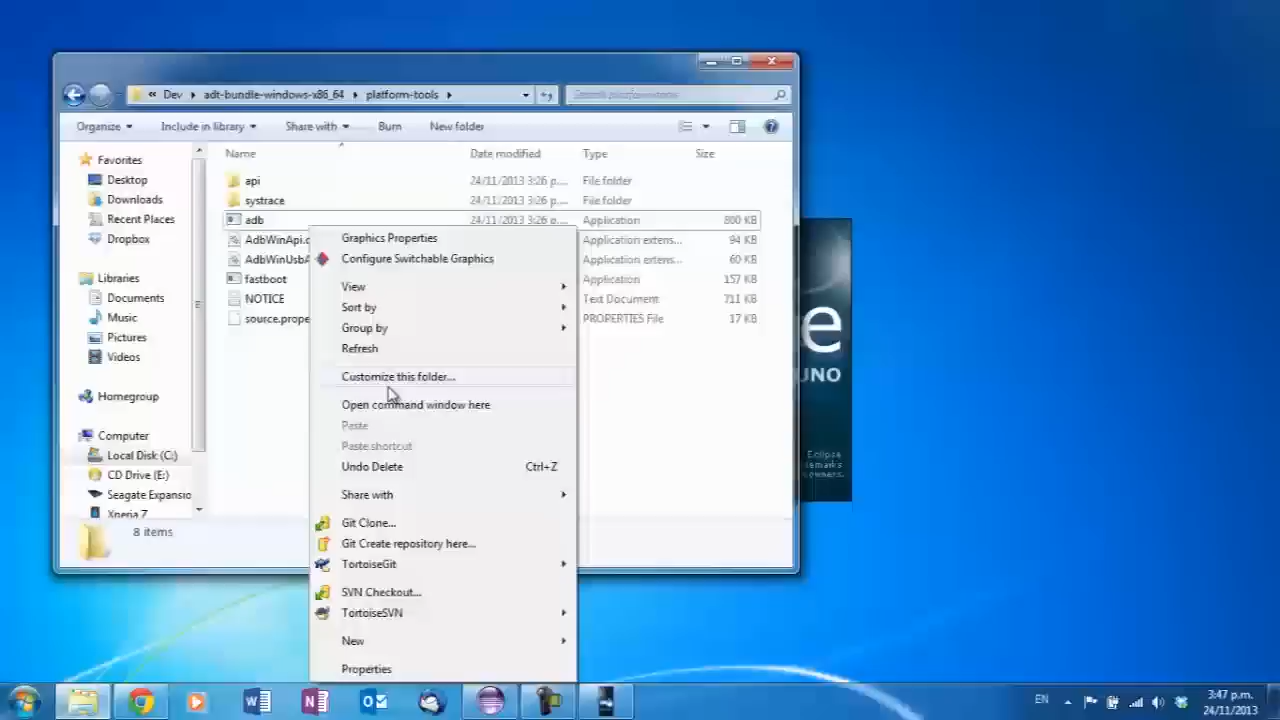 « Dev ▸ adt-bundle-windows-x86_64 ▸ platform-tools ▸ Search platform-tools
Organize Include in library Share with Burn New folder
Name Date modified Type Size
Favorites
Desktop
Downloads
Recent Places
Dropbox
Libraries
Documents
Music
Pictures
Videos
Homegroup
Computer
Local Disk (C:)
CD Drive (E:)
Seagate Expansio
Xperia Z
api 24/11/2013 3:26 p.... File folder
systrace 24/11/2013 3:26 p.... File folder
adb 24/11/2013 3:26 p.... Application 800 KB
AdbWinApi.d Application extens... 94 KB
AdbWinUsbA Application extens... 60 KB
fastboot Application 157 KB
NOTICE Text Document 711 KB
source.prope PROPERTIES File 17 KB
8 items
Graphics Properties
Configure Switchable Graphics
View
Sort by
Group by
Refresh
Customize this folder...
Open command window here
Paste
Paste shortcut
Undo Delete Ctrl+Z
Share with
Git Clone...
Git Create repository here...
TortoiseGit
SVN Checkout...
TortoiseSVN
New
Properties
e
UNO
Eclipse
emarks
owners.
EN
3:47 p.m.
24/11/2013